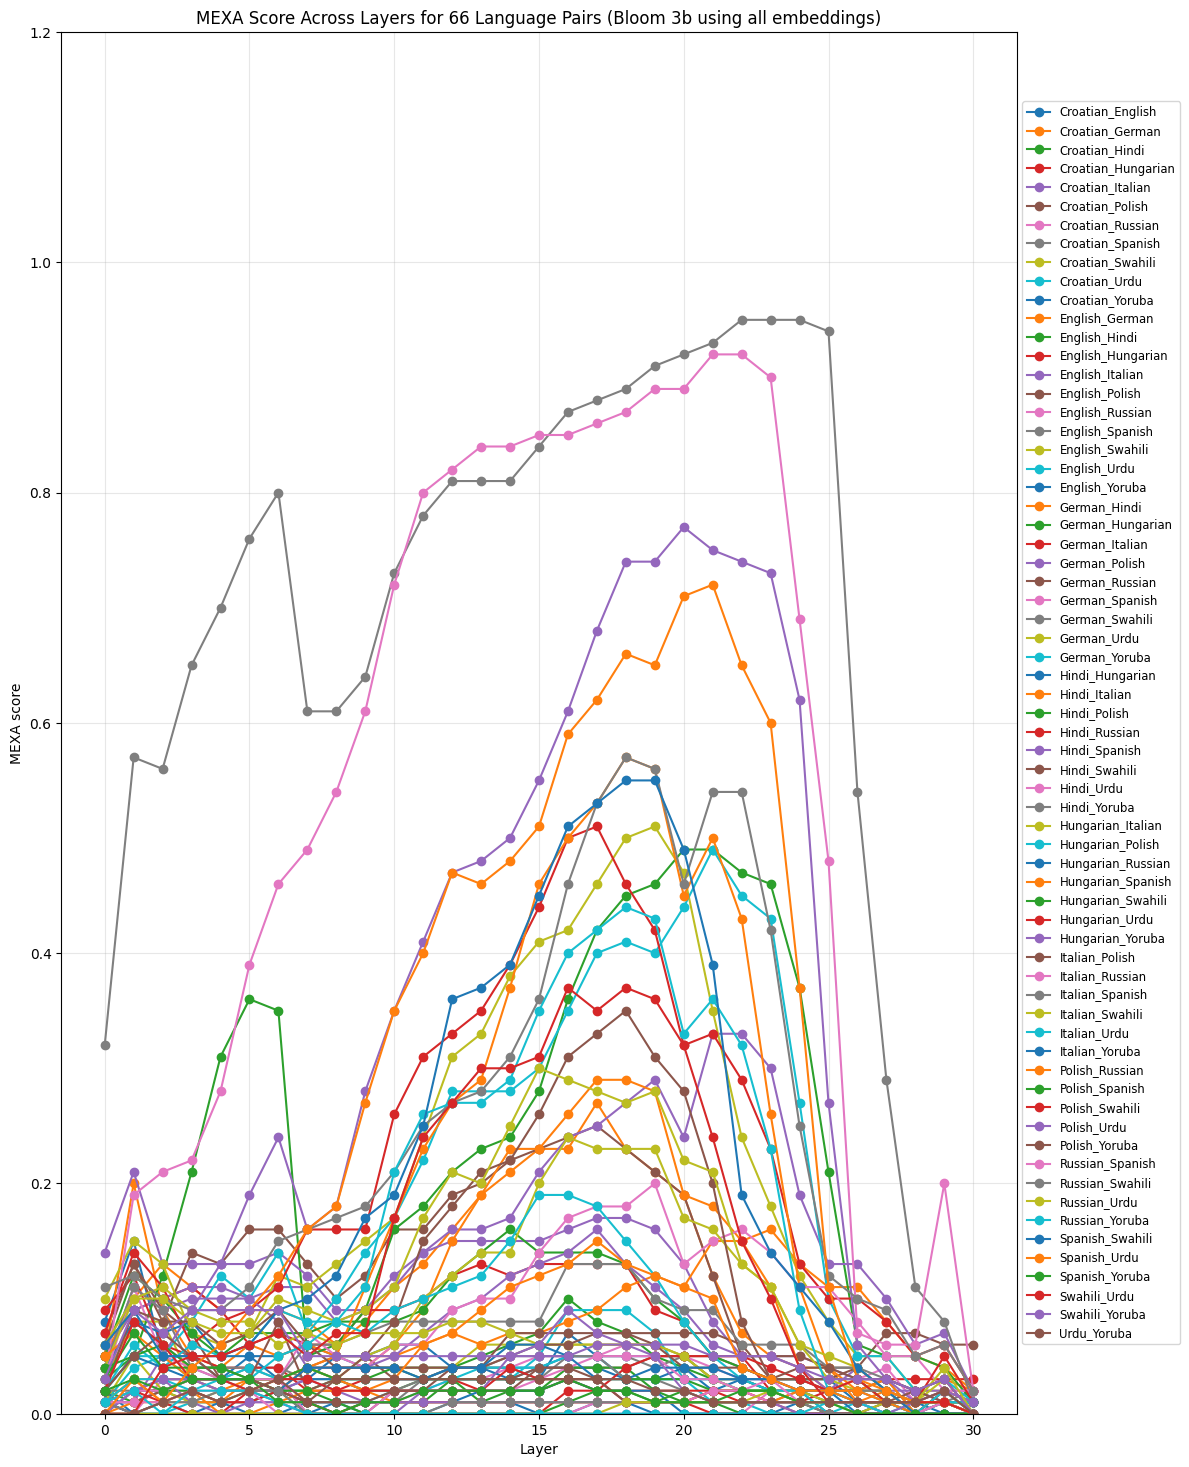 MEXA Score Across Layers for 66 Language Pairs (Bloom 3b using all embeddings)
1.2
1.0
0.8
0.6
0.4
0.2
0.0
MEXA score
0 5 10 15 20 25 30
Layer
Croatian_English
Croatian_German
Croatian_Hindi
Croatian_Hungarian
Croatian_Italian
Croatian_Polish
Croatian_Russian
Croatian_Spanish
Croatian_Swahili
Croatian_Urdu
Croatian_Yoruba
English_German
English_Hindi
English_Hungarian
English_Italian
English_Polish
English_Russian
English_Spanish
English_Swahili
English_Urdu
English_Yoruba
German_Hindi
German_Hungarian
German_Italian
German_Polish
German_Russian
German_Spanish
German_Swahili
German_Urdu
German_Yoruba
Hindi_Hungarian
Hindi_Italian
Hindi_Polish
Hindi_Russian
Hindi_Spanish
Hindi_Swahili
Hindi_Urdu
Hindi_Yoruba
Hungarian_Italian
Hungarian_Polish
Hungarian_Russian
Hungarian_Spanish
Hungarian_Swahili
Hungarian_Urdu
Hungarian_Yoruba
Italian_Polish
Italian_Russian
Italian_Spanish
Italian_Swahili
Italian_Urdu
Italian_Yoruba
Polish_Russian
Polish_Spanish
Polish_Swahili
Polish_Urdu
Polish_Yoruba
Russian_Spanish
Russian_Swahili
Russian_Urdu
Russian_Yoruba
Spanish_Swahili
Spanish_Urdu
Spanish_Yoruba
Swahili_Urdu
Swahili_Yoruba
Urdu_Yoruba